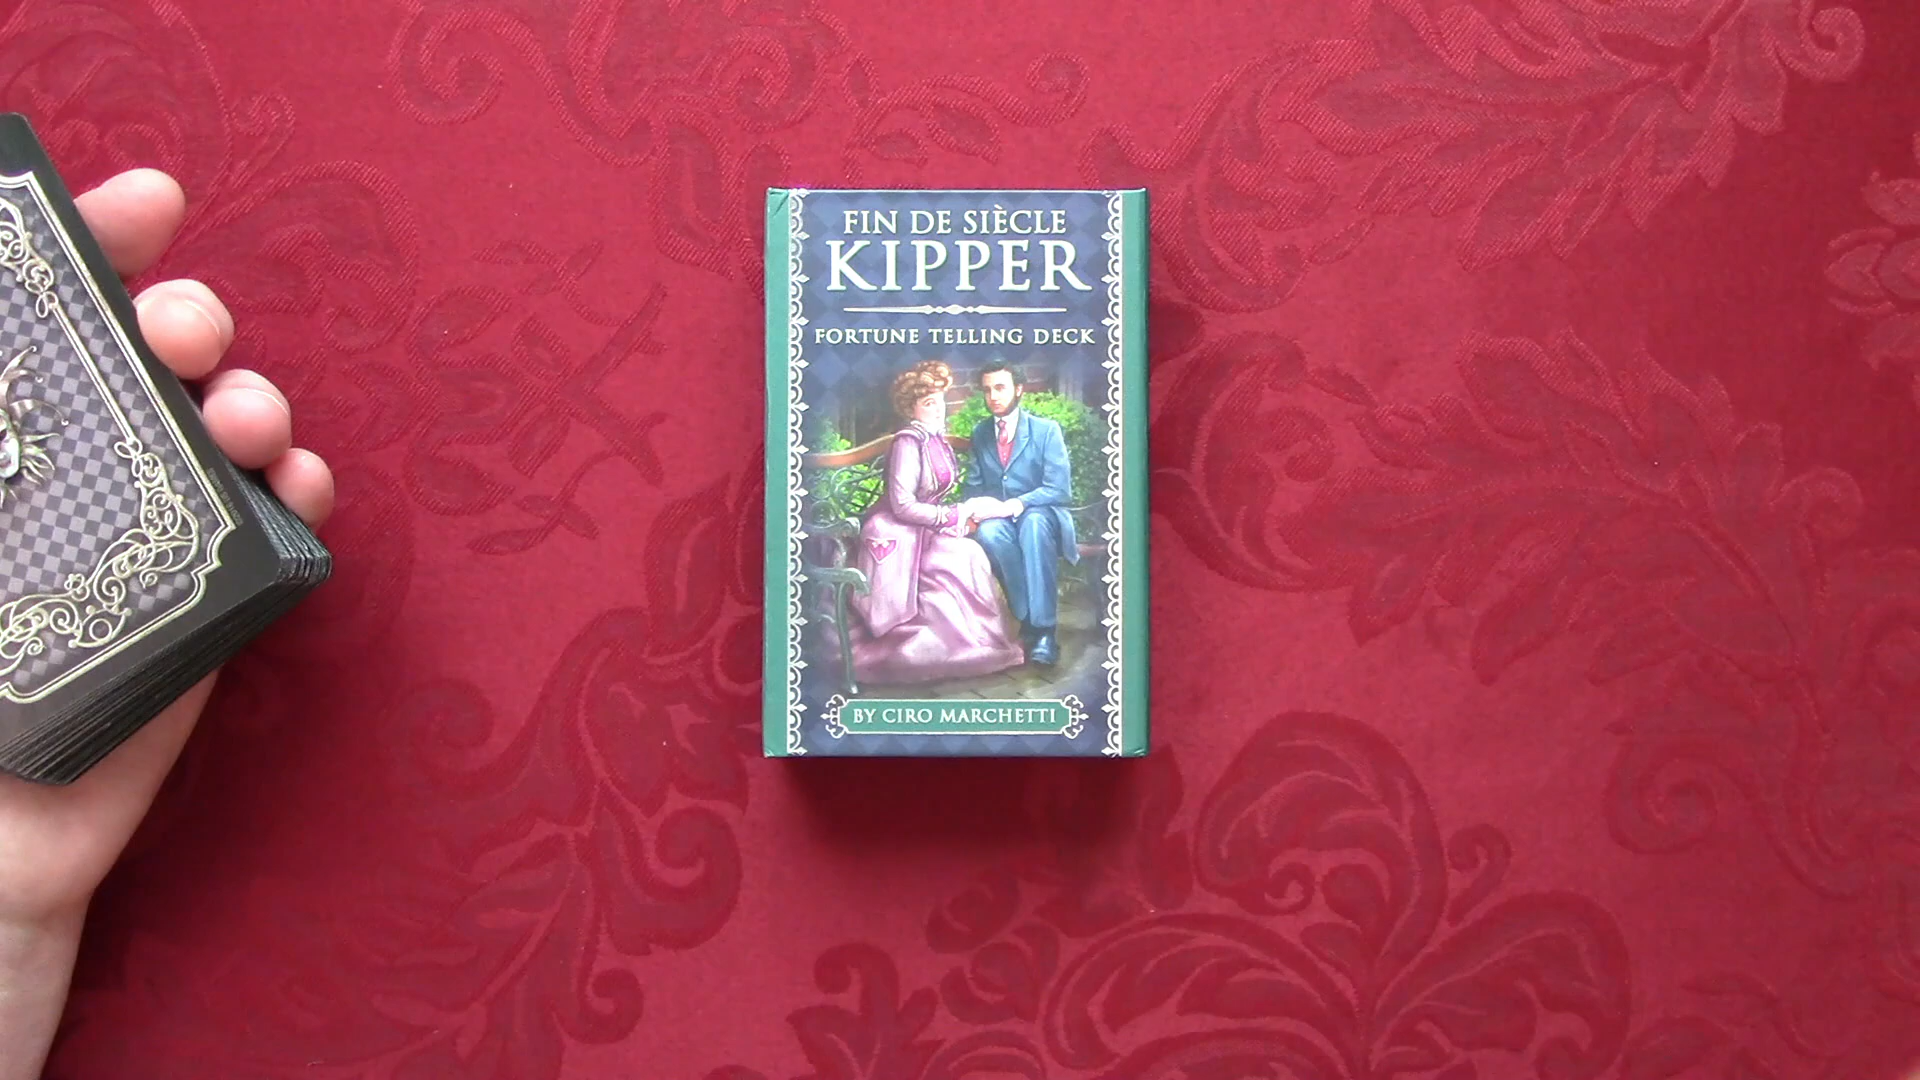 FIN DE SIÈCLE
KIPPER
FORTUNE TELLING DECK
BY CIRO MARCHETTI